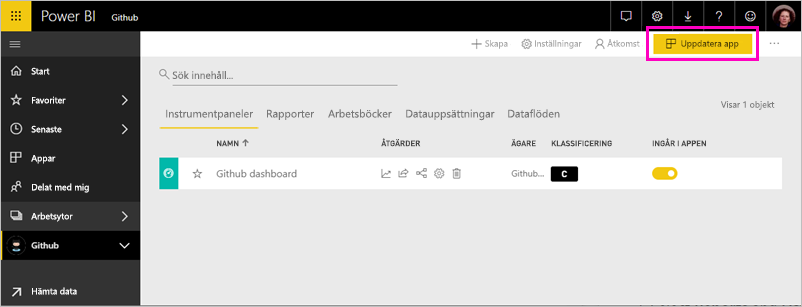 Power BI Github
Skapa Inställningar Åtkomst Uppdatera app
Sök innehåll...
Start
Favoriter
Senaste
Appar
Delat med mig
Arbetsytor
Github
Hämta data
Instrumentpaneler Rapporter Arbetsböcker Datauppsättningar Dataflöden
Visar 1 objekt
NAMN ÅTGÄRDER ÄGARE KLASSIFICERING INGÅR I APPEN
Github dashboard Github... C